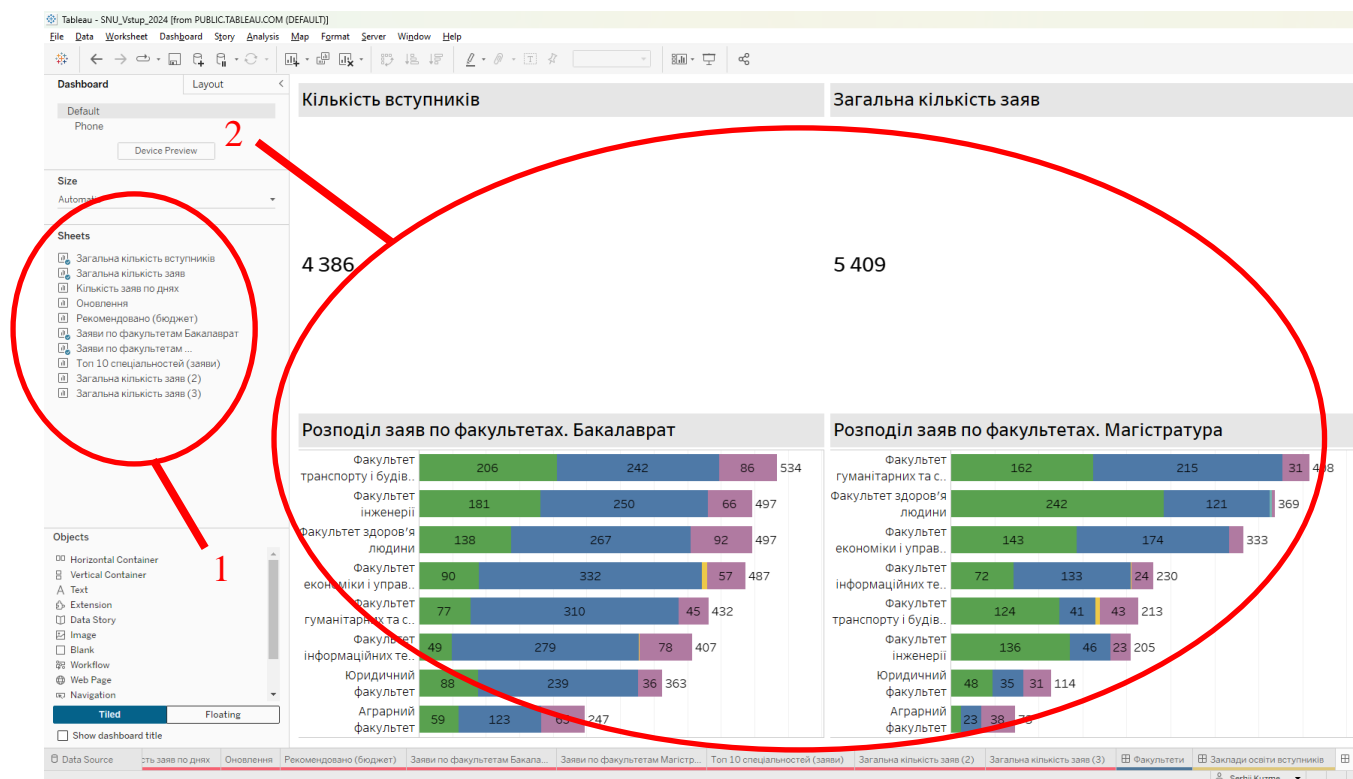 Tableau - SNU_Vstup_2024 [from PUBLIC.TABLEAU.COM (DEFAULT)]
File Data Worksheet Dashboard Story Analysis Map Format Server Window Help
Dashboard
Layout
Default
Phone
Device Preview
Size
Sheets
Загальна кількість вступників
Загальна кількість заяв
Кількість заяв по днях
Оновлення
Рекомендовано (бюджет)
Заяви по факультетам Бакалаврат
Заяви по факультетам ...
Топ 10 спеціальностей (заяви)
Загальна кількість заяв (2)
Загальна кількість заяв (3)
1
2
Objects
Horizontal Container
Vertical Container
Text
Extension
Data Story
Image
Blank
Workflow
Web Page
Navigation
Tiled
Floating
Show dashboard title
Кількість вступників
4 386
Загальна кількість заяв
5 409
Розподіл заяв по факультетах. Бакалаврат
Факультет
транспорту і будів.. 206 242 86 534
Факультет
інженерії 181 250 66 497
Факультет здоров'я
людини 138 267 92 497
Факультет
економіки і управ.. 90 332 57 487
Факультет
гуманітарних та с.. 77 310 45 432
Факультет
інформаційних те.. 49 279 78 407
Юридичний
факультет 88 239 36 363
Аграрний
факультет 59 123 247
Розподіл заяв по факультетах. Магістратура
Факультет
гуманітарних та с.. 162 215 31
Факультет здоров'я
людини 242 121 369
Факультет
економіки і управ.. 143 174 333
Факультет
інформаційних те.. 72 133 24 230
Факультет
транспорту і будів.. 124 41 43 213
Факультет
інженерії 136 46 23 205
Юридичний
факультет 48 35 31 114
Аграрний
факультет 23 38
Data Source
Оновлення
Рекомендовано (бюджет)
Заяви по факультетам Бакала...
Заяви по факультетам Магістр...
Топ 10 спеціальностей (заяви)
Загальна кількість заяв (2)
Загальна кількість заяв (3)
Факультети
Заклади освіти вступників